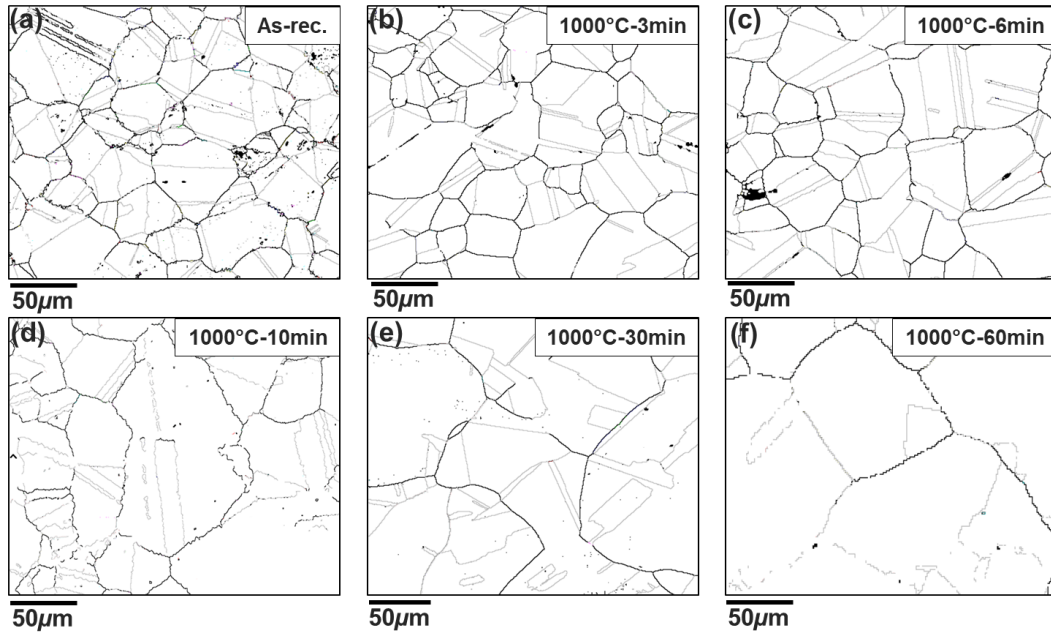 (a) As-rec.
(b) 1000°C-3min
(c) 1000°C-6min
50µm
50µm
50µm
(d) 1000°C-10min
(e) 1000°C-30min
(f) 1000°C-60min
50µm
50µm
50µm